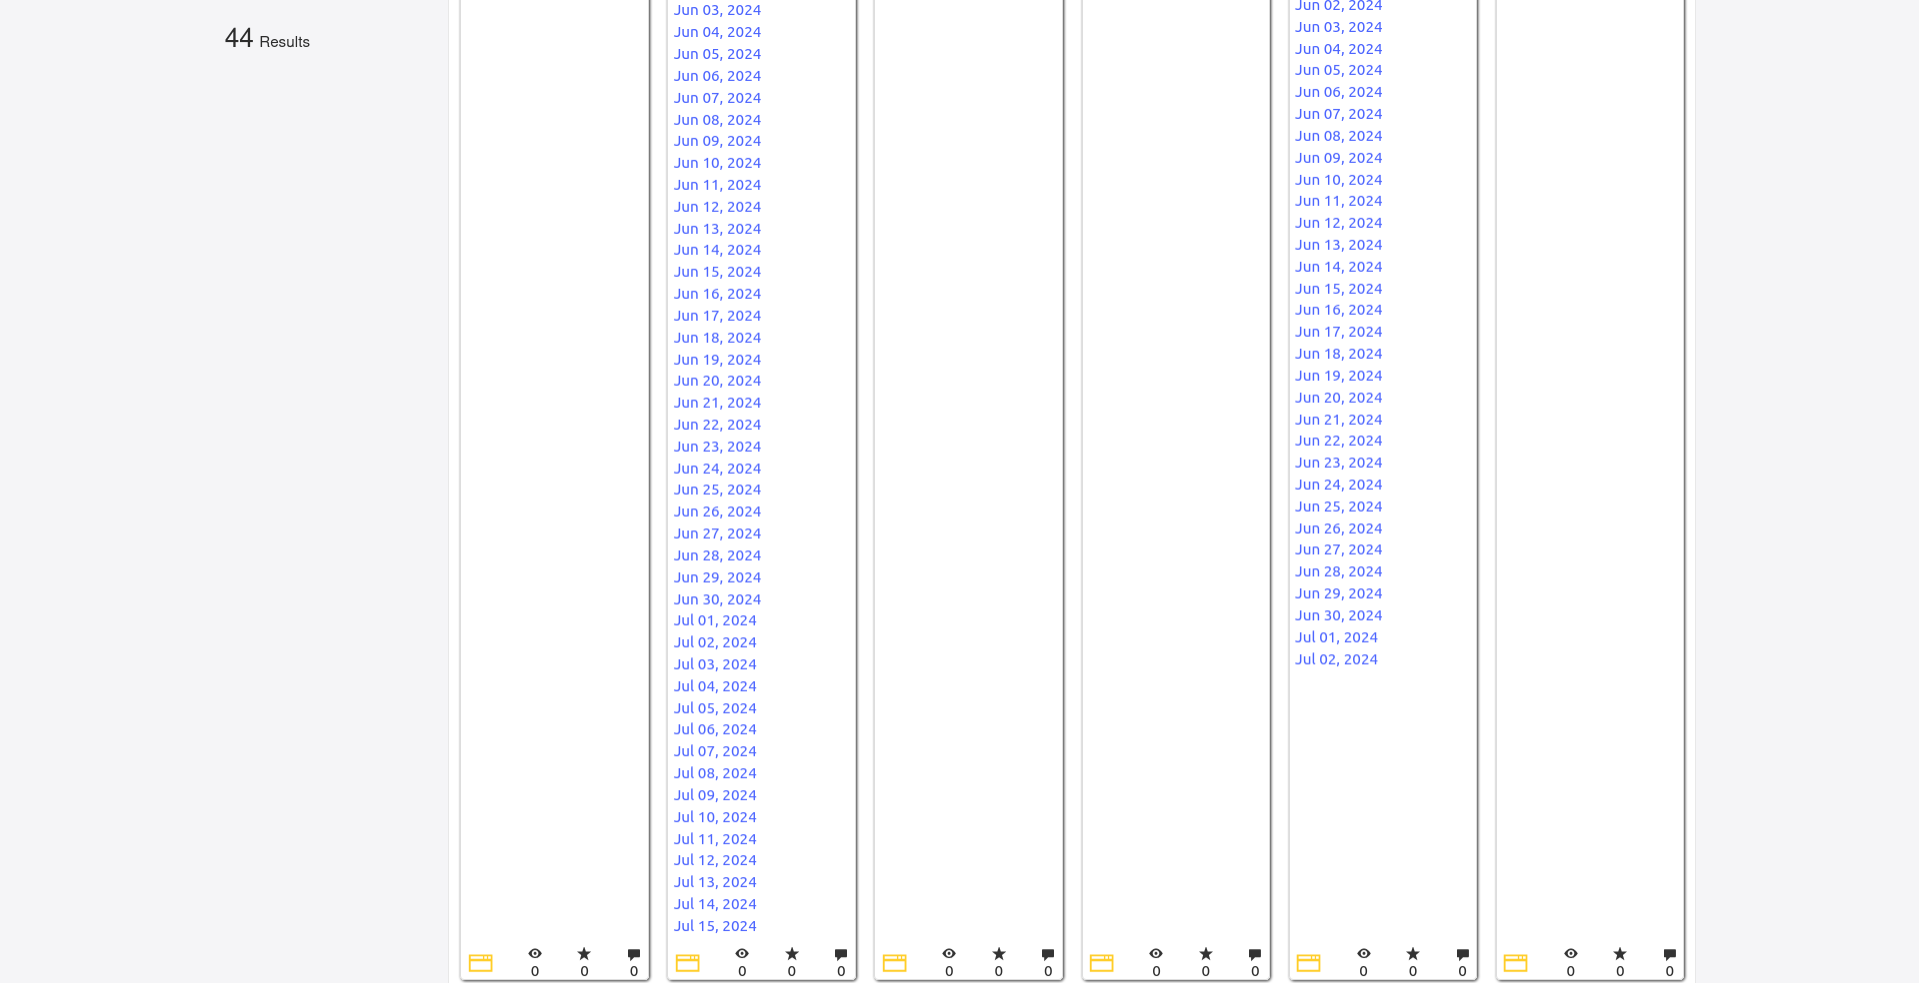 44 Results
Jun 03, 2024
Jun 04, 2024
Jun 05, 2024
Jun 06, 2024
Jun 07, 2024
Jun 08, 2024
Jun 09, 2024
Jun 10, 2024
Jun 11, 2024
Jun 12, 2024
Jun 13, 2024
Jun 14, 2024
Jun 15, 2024
Jun 16, 2024
Jun 17, 2024
Jun 18, 2024
Jun 19, 2024
Jun 20, 2024
Jun 21, 2024
Jun 22, 2024
Jun 23, 2024
Jun 24, 2024
Jun 25, 2024
Jun 26, 2024
Jun 27, 2024
Jun 28, 2024
Jun 29, 2024
Jun 30, 2024
Jul 01, 2024
Jul 02, 2024
Jul 03, 2024
Jul 04, 2024
Jul 05, 2024
Jul 06, 2024
Jul 07, 2024
Jul 08, 2024
Jul 09, 2024
Jul 10, 2024
Jul 11, 2024
Jul 12, 2024
Jul 13, 2024
Jul 14, 2024
Jul 15, 2024
Jun 02, 2024
Jun 03, 2024
Jun 04, 2024
Jun 05, 2024
Jun 06, 2024
Jun 07, 2024
Jun 08, 2024
Jun 09, 2024
Jun 10, 2024
Jun 11, 2024
Jun 12, 2024
Jun 13, 2024
Jun 14, 2024
Jun 15, 2024
Jun 16, 2024
Jun 17, 2024
Jun 18, 2024
Jun 19, 2024
Jun 20, 2024
Jun 21, 2024
Jun 22, 2024
Jun 23, 2024
Jun 24, 2024
Jun 25, 2024
Jun 26, 2024
Jun 27, 2024
Jun 28, 2024
Jun 29, 2024
Jun 30, 2024
Jul 01, 2024
Jul 02, 2024
0 0 0
0 0 0
0 0 0
0 0 0
0 0 0
0 0 0